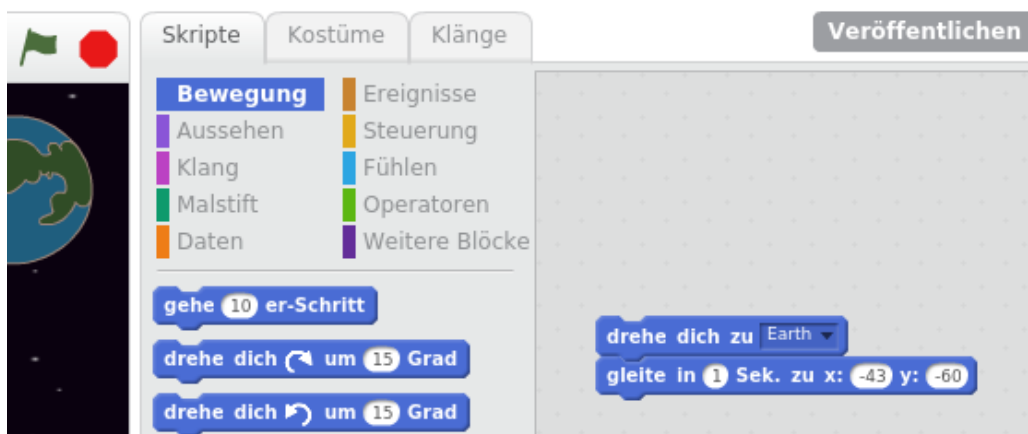 Skripte Kostüme Klänge Veröffentlichen
Bewegung Ereignisse
Aussehen Steuerung
Klang Fühlen
Malstift Operatoren
Daten Weitere Blöcke
gehe 10 er-Schritt
drehe dich um 15 Grad
drehe dich um 15 Grad
drehe dich zu Earth
gleite in 1 Sek. zu x: -43 y: -60